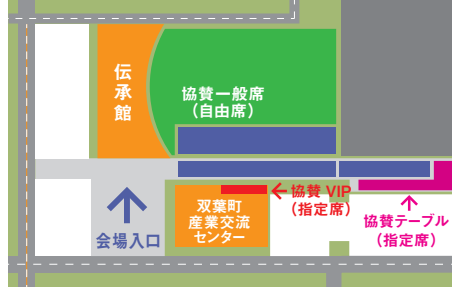 伝承館
協賛一般席
(自由席)
←協賛 VIP
(指定席)
双葉町
産業交流
センター
協賛テーブル
(指定席)
会場入口